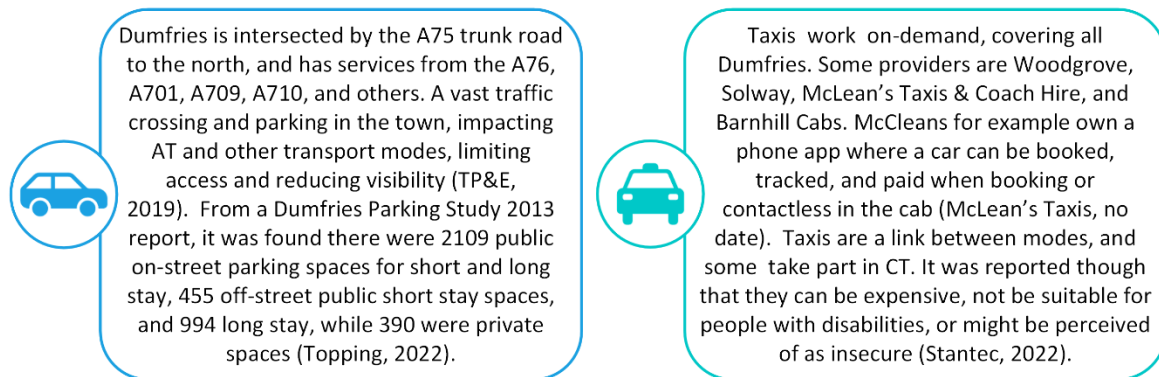 Dumfries is intersected by the A75 trunk road
to the north, and has services from the A76,
A701, A709, A710, and others. A vast traffic
crossing and parking in the town, impacting
AT and other transport modes, limiting
access and reducing visibility (TP&E,
2019). From a Dumfries Parking Study 2013
report, it was found there were 2109 public
on-street parking spaces for short and long
stay, 455 off-street public short stay spaces,
and 994 long stay, while 390 were private
spaces (Topping, 2022).
Taxis work on-demand, covering all
Dumfries. Some providers are Woodgrove,
Solway, McLean’s Taxis & Coach Hire, and
Barnhill Cabs. McCleans for example own a
phone app where a car can be booked,
tracked, and paid when booking or
contactless in the cab (McLean’s Taxis, no
date). Taxis are a link between modes, and
some take part in CT. It was reported though
that they can be expensive, not be suitable for
people with disabilities, or might be perceived
of as insecure (Stantec, 2022).